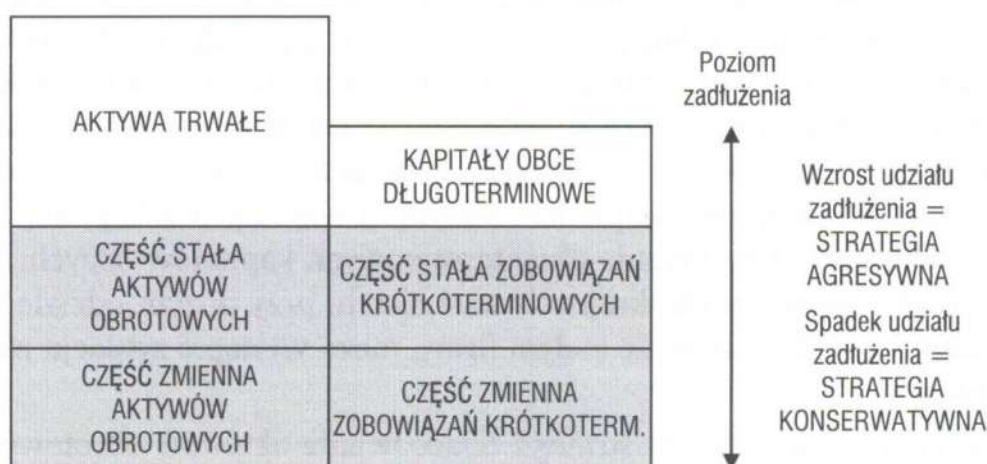 AKTYWA TRWAŁE
KAPITAŁY OBCE
DŁUGOTERMINOWE
CZĘŚĆ STAŁA
AKTYWÓW
OBROTOWYCH
CZĘŚĆ STAŁA ZOBOWIĄZAŃ
KRÓTKOTERMINOWYCH
CZĘŚĆ ZMIENNA
AKTYWÓW
OBROTOWYCH
CZĘŚĆ ZMIENNA
ZOBOWIĄZAŃ KRÓTKOTERM.
Poziom
zadłużenia
Wzrost udziału
zadłużenia =
STRATEGIA
AGRESYWNA
Spadek udziału
zadłużenia =
STRATEGIA
KONSERWATYWNA